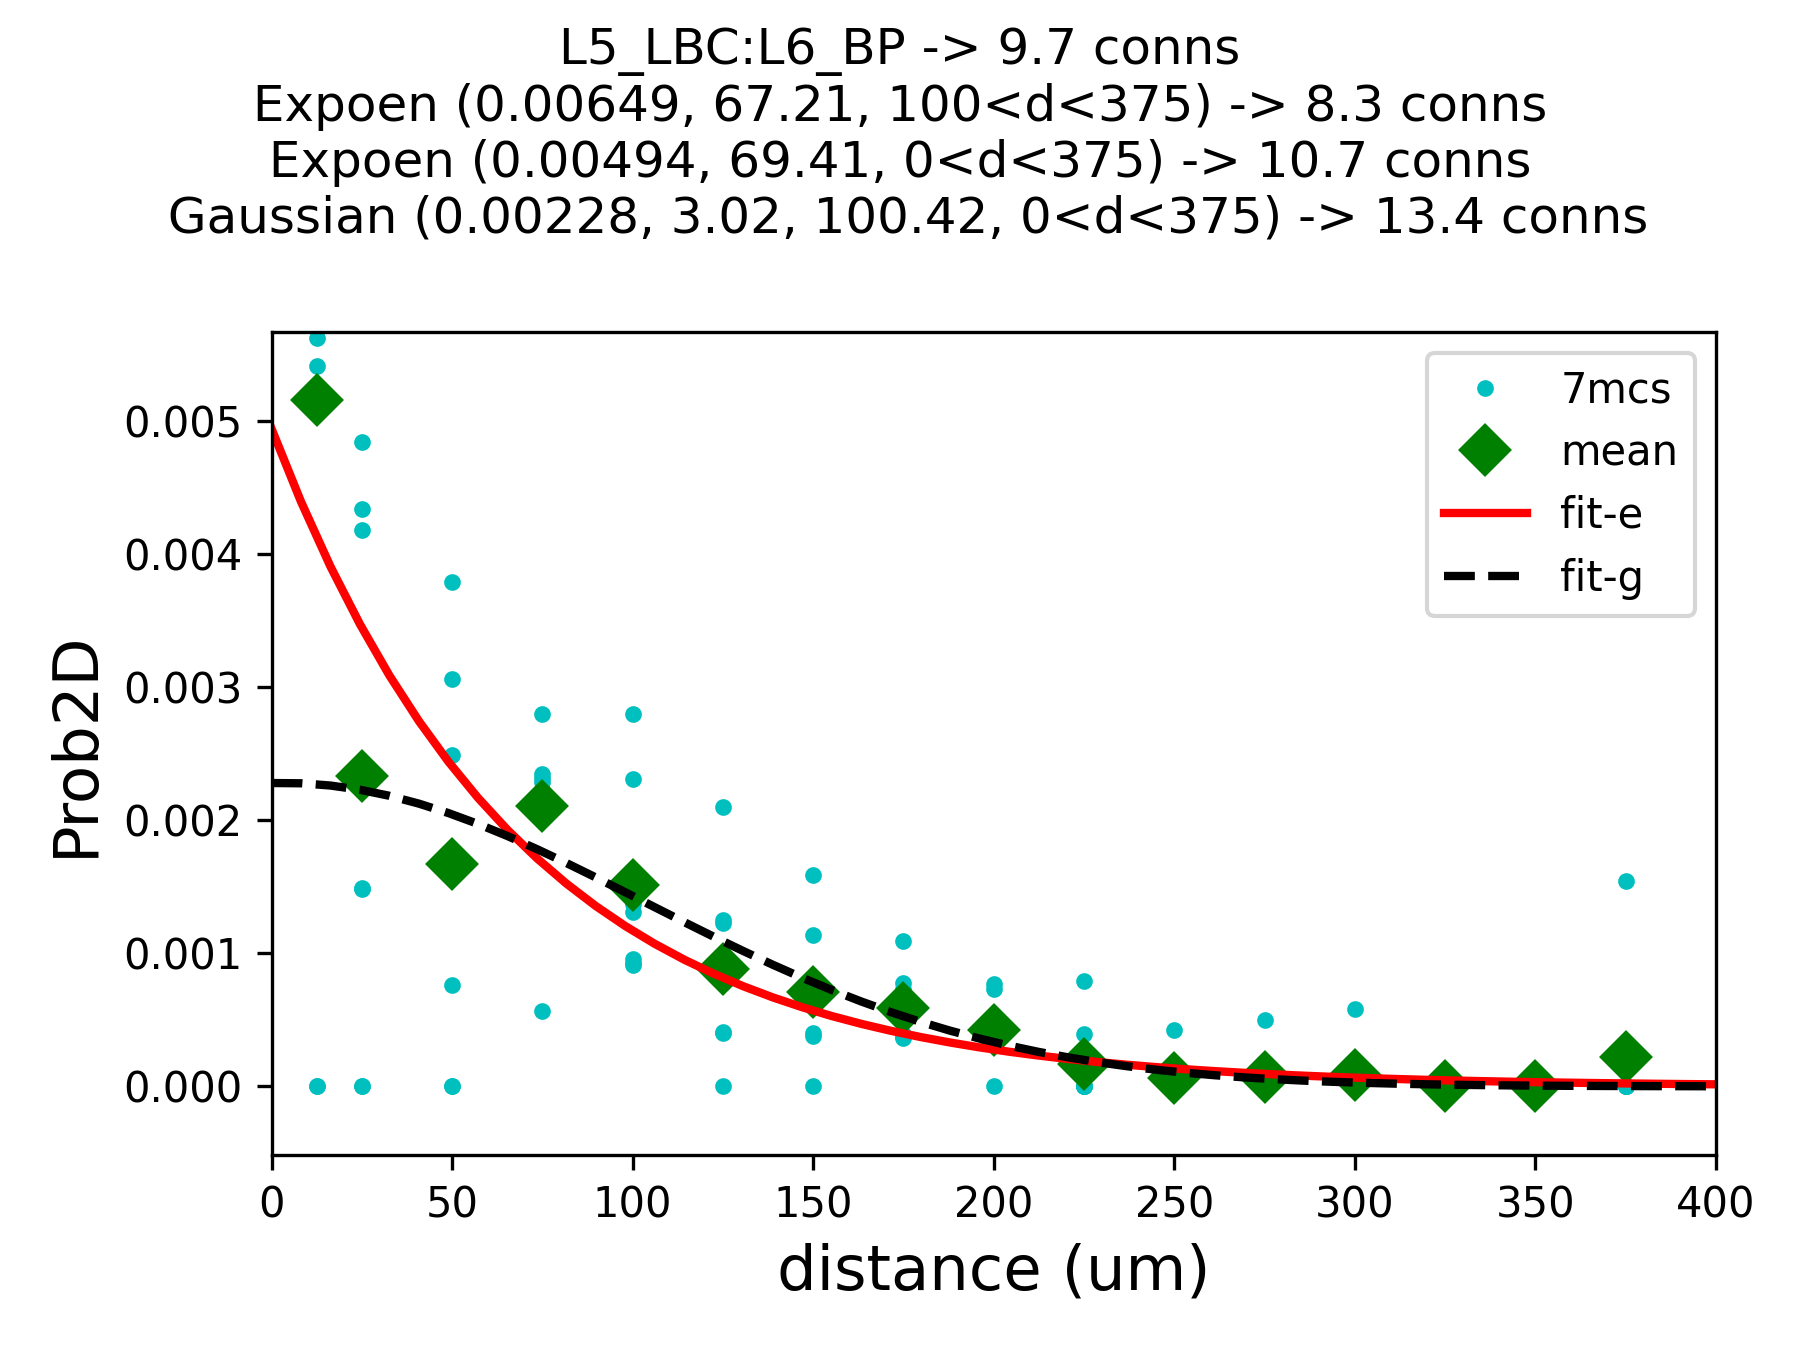 L5_LBC:L6_BP -> 9.7 conns
Expoen (0.00649, 67.21, 100<d<375) -> 8.3 conns
Expoen (0.00494, 69.41, 0<d<375) -> 10.7 conns
Gaussian (0.00228, 3.02, 100.42, 0<d<375) -> 13.4 conns
7mcs
mean
fit-e
fit-g
Prob2D
0.005
0.004
0.003
0.002
0.001
0.000
0 50 100 150 200 250 300 350 400
distance (um)